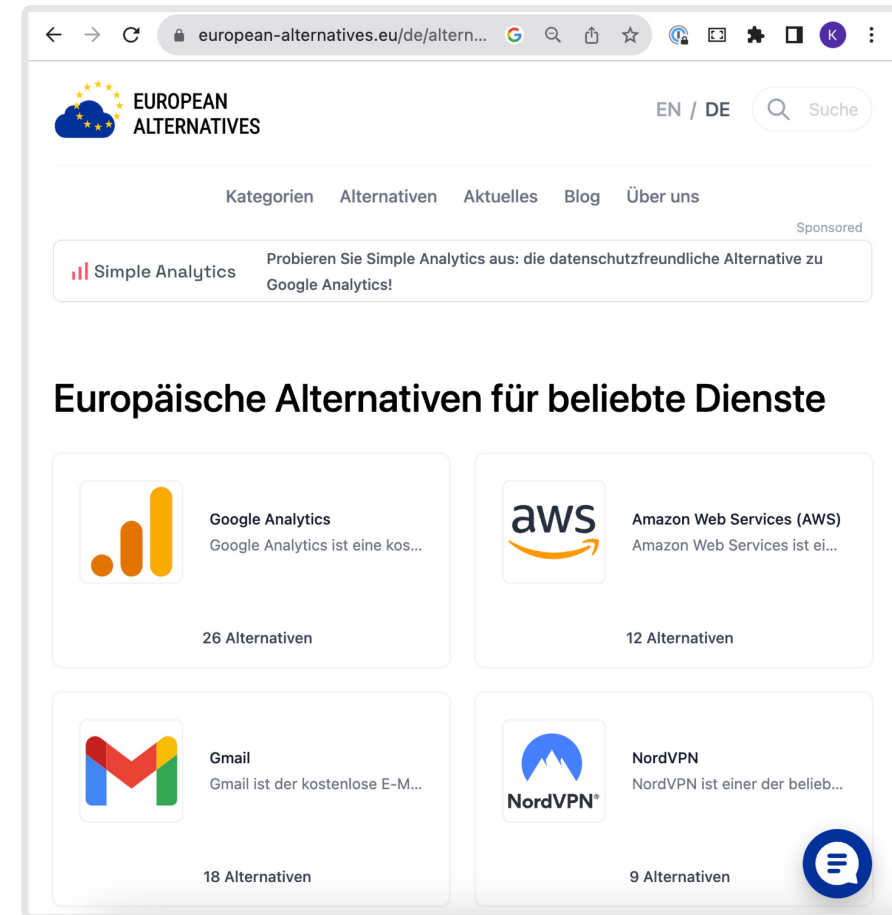 european-alternatives.eu/de/altern...
K
EUROPEAN
ALTERNATIVES
EN / DE
Suche
Kategorien Alternativen Aktuelles Blog Über uns
Sponsored
Simple Analytics
Probieren Sie Simple Analytics aus: die datenschutzfreundliche Alternative zu
Google Analytics!
Europäische Alternativen für beliebte Dienste
Google Analytics
Google Analytics ist eine kos...
26 Alternativen
aws
Amazon Web Services (AWS)
Amazon Web Services ist ei...
12 Alternativen
Gmail
Gmail ist der kostenlose E-M...
18 Alternativen
NordVPN®
NordVPN
NordVPN ist einer der belieb...
9 Alternativen